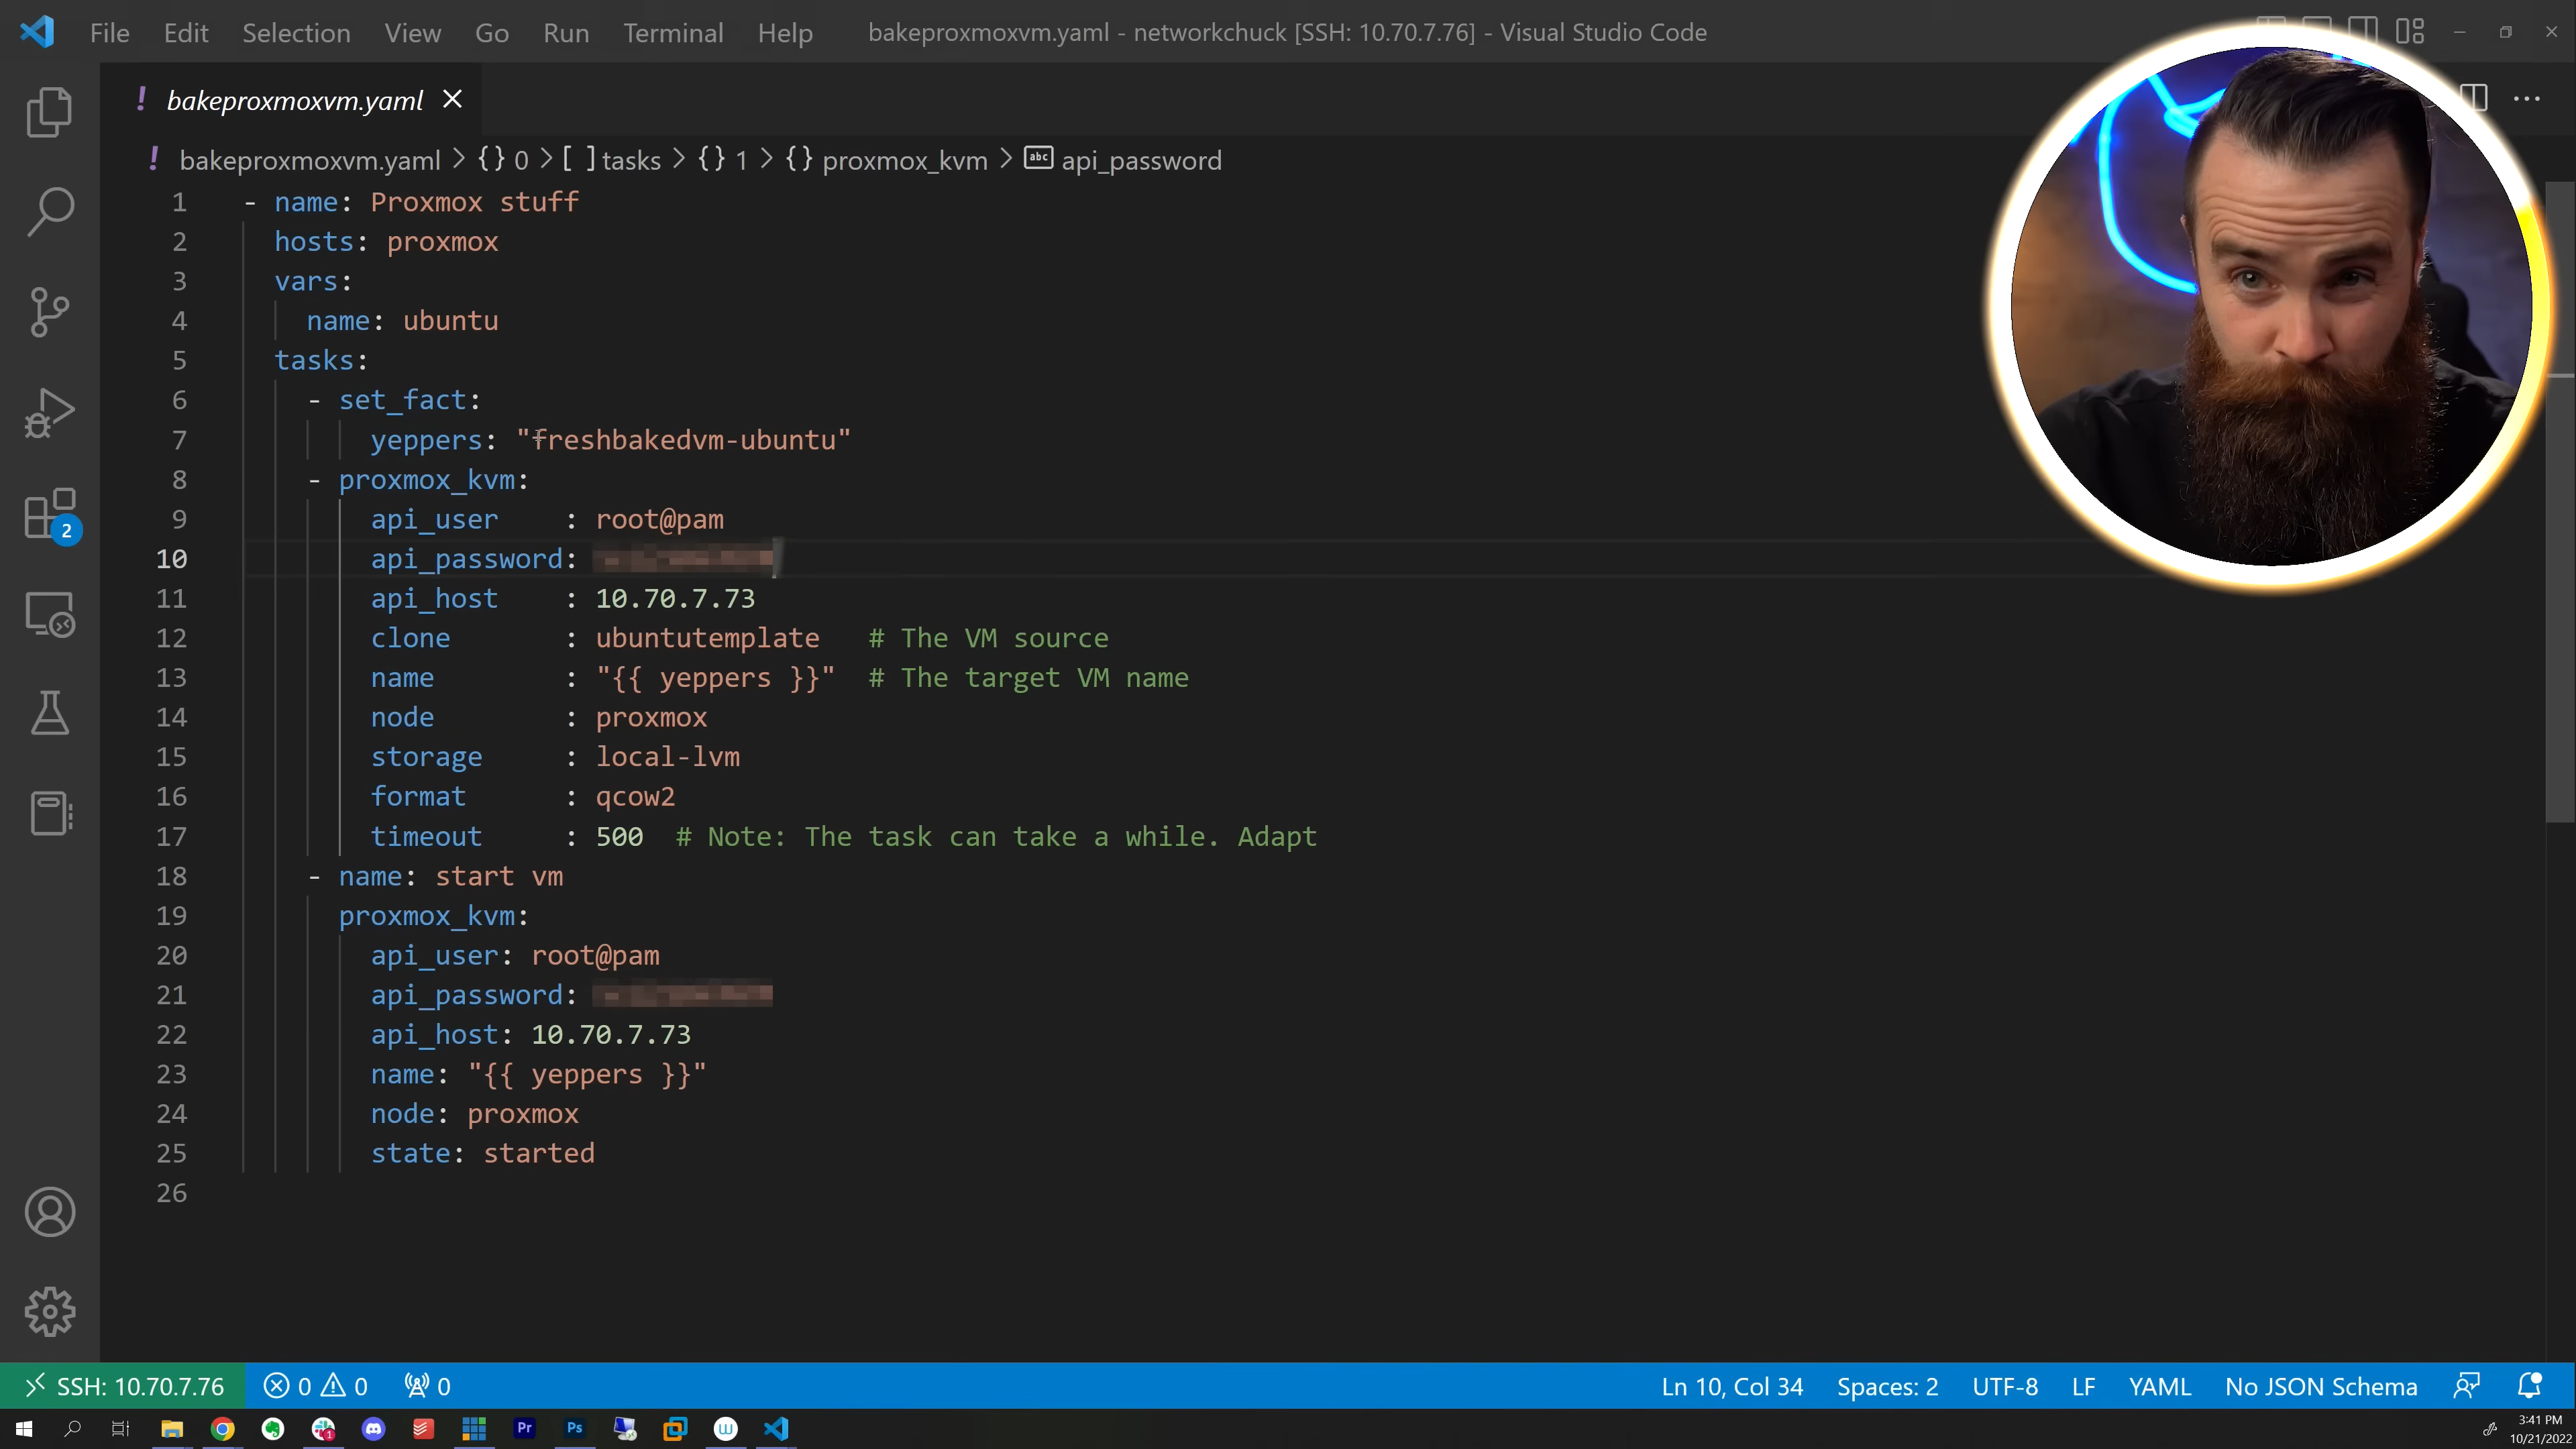 File Edit Selection View Go Run Terminal Help bakeproxmoxvm.yaml - networkchuck [SSH: 10.70.7.76] - Visual Studio Code
! bakeproxmoxvm.yaml
! bakeproxmoxvm.yaml > {} 0 > [ ] tasks > {} 1 > {} proxmox_kvm > abc api_password
1 - name: Proxmox stuff
2 hosts: proxmox
3 vars:
4 name: ubuntu
5 tasks:
6 - set_fact:
7 yeppers: "freshbakedvm-ubuntu"
8 - proxmox_kvm:
9 api_user : root@pam
10 api_password:
11 api_host : 10.70.7.73
12 clone : ubuntutemplate # The VM source
13 name : "{{ yeppers }}" # The target VM name
14 node : proxmox
15 storage : local-lvm
16 format : qcow2
17 timeout : 500 # Note: The task can take a while. Adapt
18 - name: start vm
19 proxmox_kvm:
20 api_user: root@pam
21 api_password:
22 api_host: 10.70.7.73
23 name: "{{ yeppers }}"
24 node: proxmox
25 state: started
26
2
SSH: 10.70.7.76 0 0 0 Ln 10, Col 34 Spaces: 2 UTF-8 LF YAML No JSON Schema
1 Pr Ps W 3:41 PM
10/21/2022